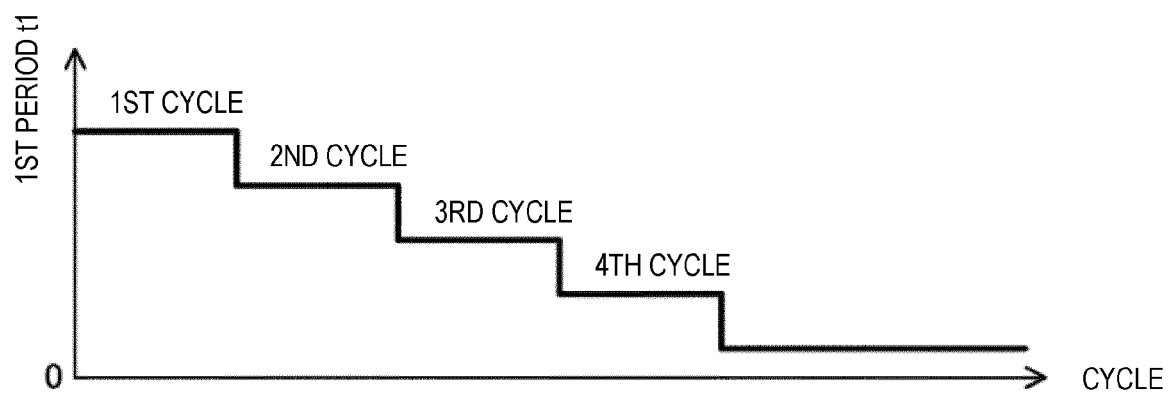 1ST PERIOD t1
1ST CYCLE
2ND CYCLE
3RD CYCLE
4TH CYCLE
0
CYCLE